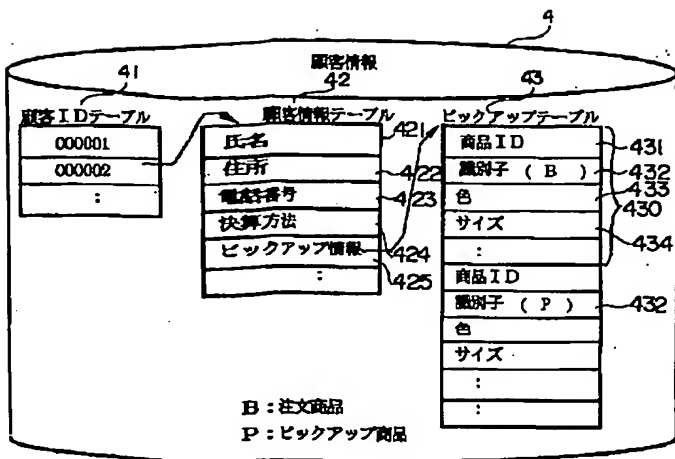 4
顧客情報
41
42
43
顧客IDテーブル
顧客情報テーブル
ピックアップテーブル
000001
000002
:
氏名
421
住所
422
電話番号
423
決算方法
424
ピックアップ情報
425
:
商品ID
431
識別子 ( B )
432
色
433
430
サイズ
434
:
商品ID
識別子 ( P )
432
色
サイズ
:
:
B:注文商品
P:ピックアップ商品